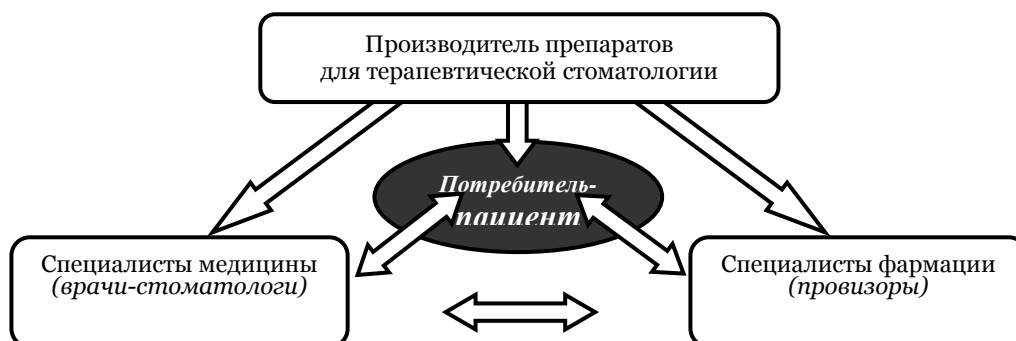 Производитель препаратов
для терапевтической стоматологии
Потребитель-
пациент
Специалисты медицины
(врачи-стоматологи)
Специалисты фармации
(провизоры)